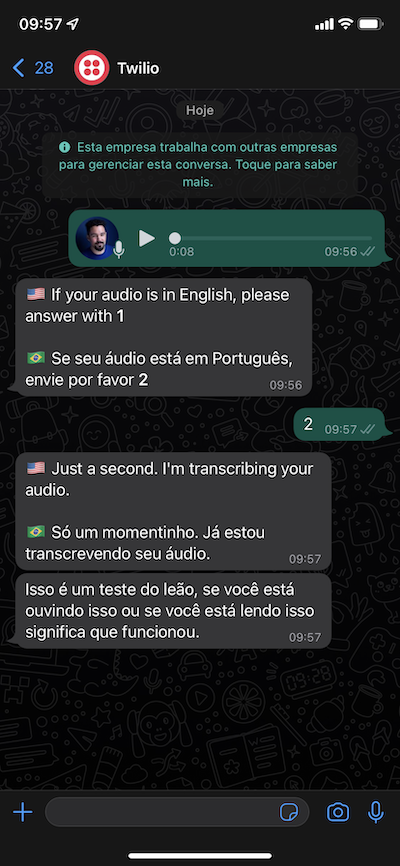 09:57
28
Twilio
Hoje
Esta empresa trabalha com outras empresas
para gerenciar esta conversa. Toque para saber
mais.
0:08
09:56
🇺🇸 If your audio is in English, please
answer with 1
🇧🇷 Se seu áudio está em Português,
envie por favor 2
09:56
2
09:57
🇺🇸 Just a second. I'm transcribing your
audio.
🇧🇷 Só um momentinho. Já estou
transcrevendo seu áudio.
09:57
Isso é um teste do leão, se você está
ouvindo isso ou se você está lendo isso
significa que funcionou.
09:57